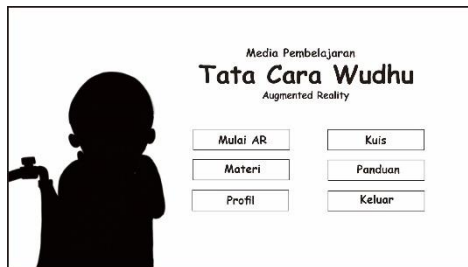 Media Pembelajaran
Tata Cara Wudhu
Augmented Reality
Mulai AR
Kuis
Materi
Panduan
Profil
Keluar